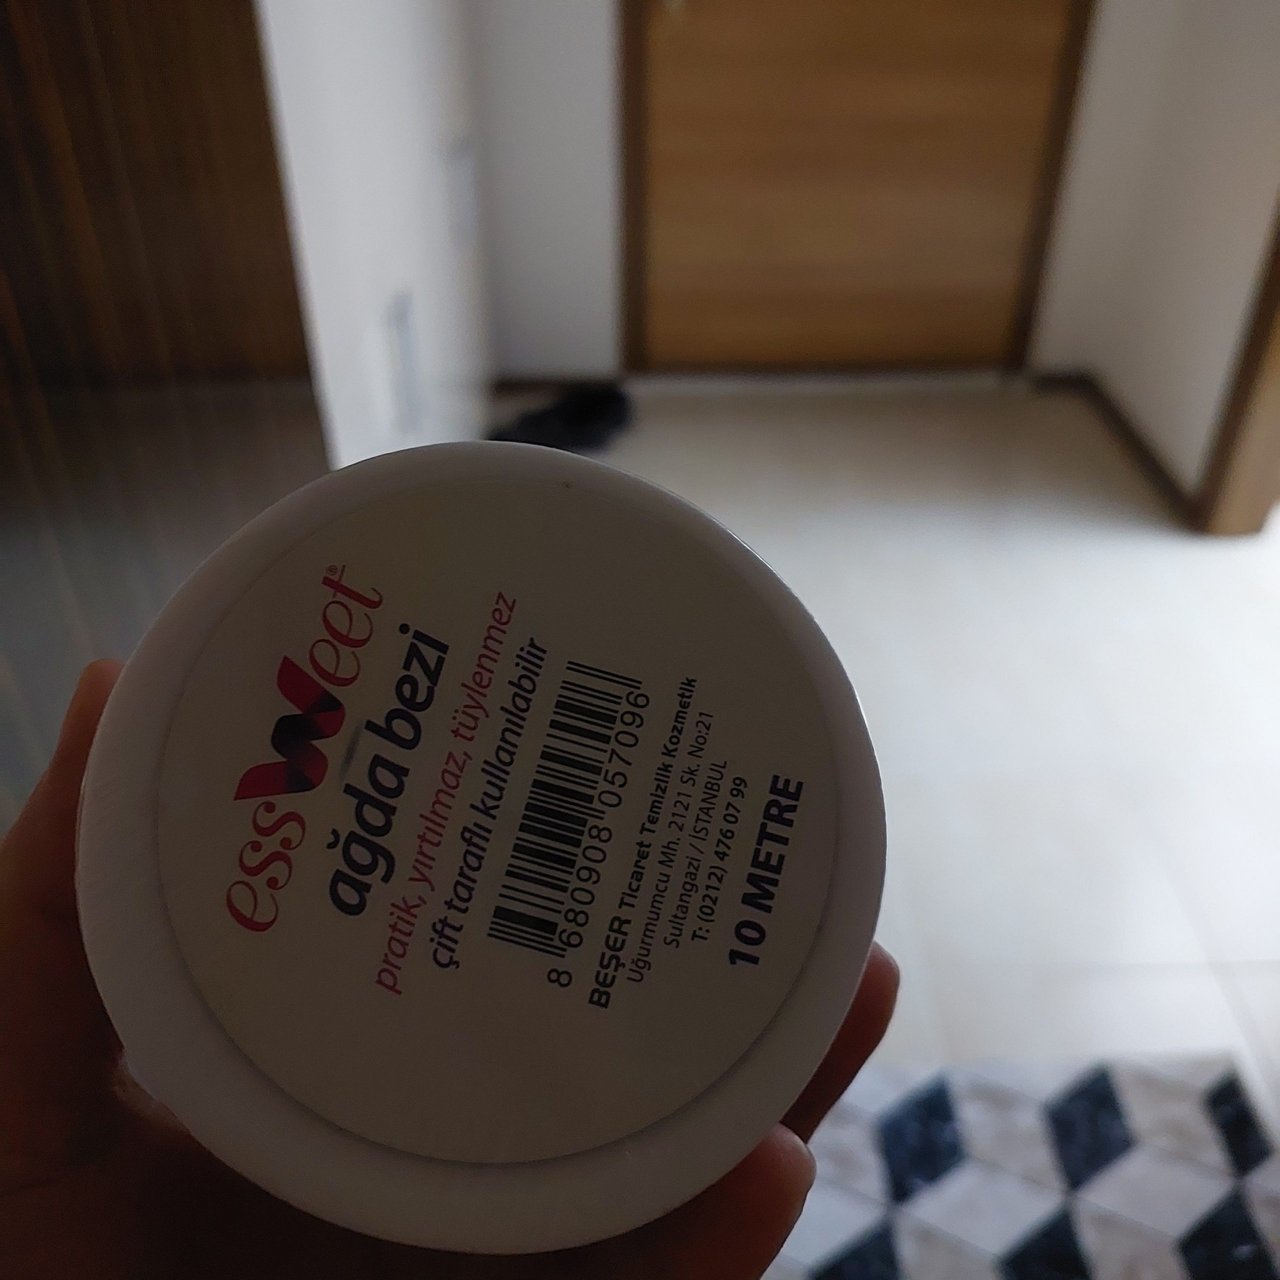 essWeet®
ağda bezi
pratik, yırtılmaz, tüylenmez
çift taraflı kullanılabilir
8 680908 057096
BEŞER Ticaret Temizilk Kozmetik
Uğurmumcu Mh. 2121 Sk. No:21
Sultangazi / İSTANBUL
T: (0212) 476 07 99
10 METRE